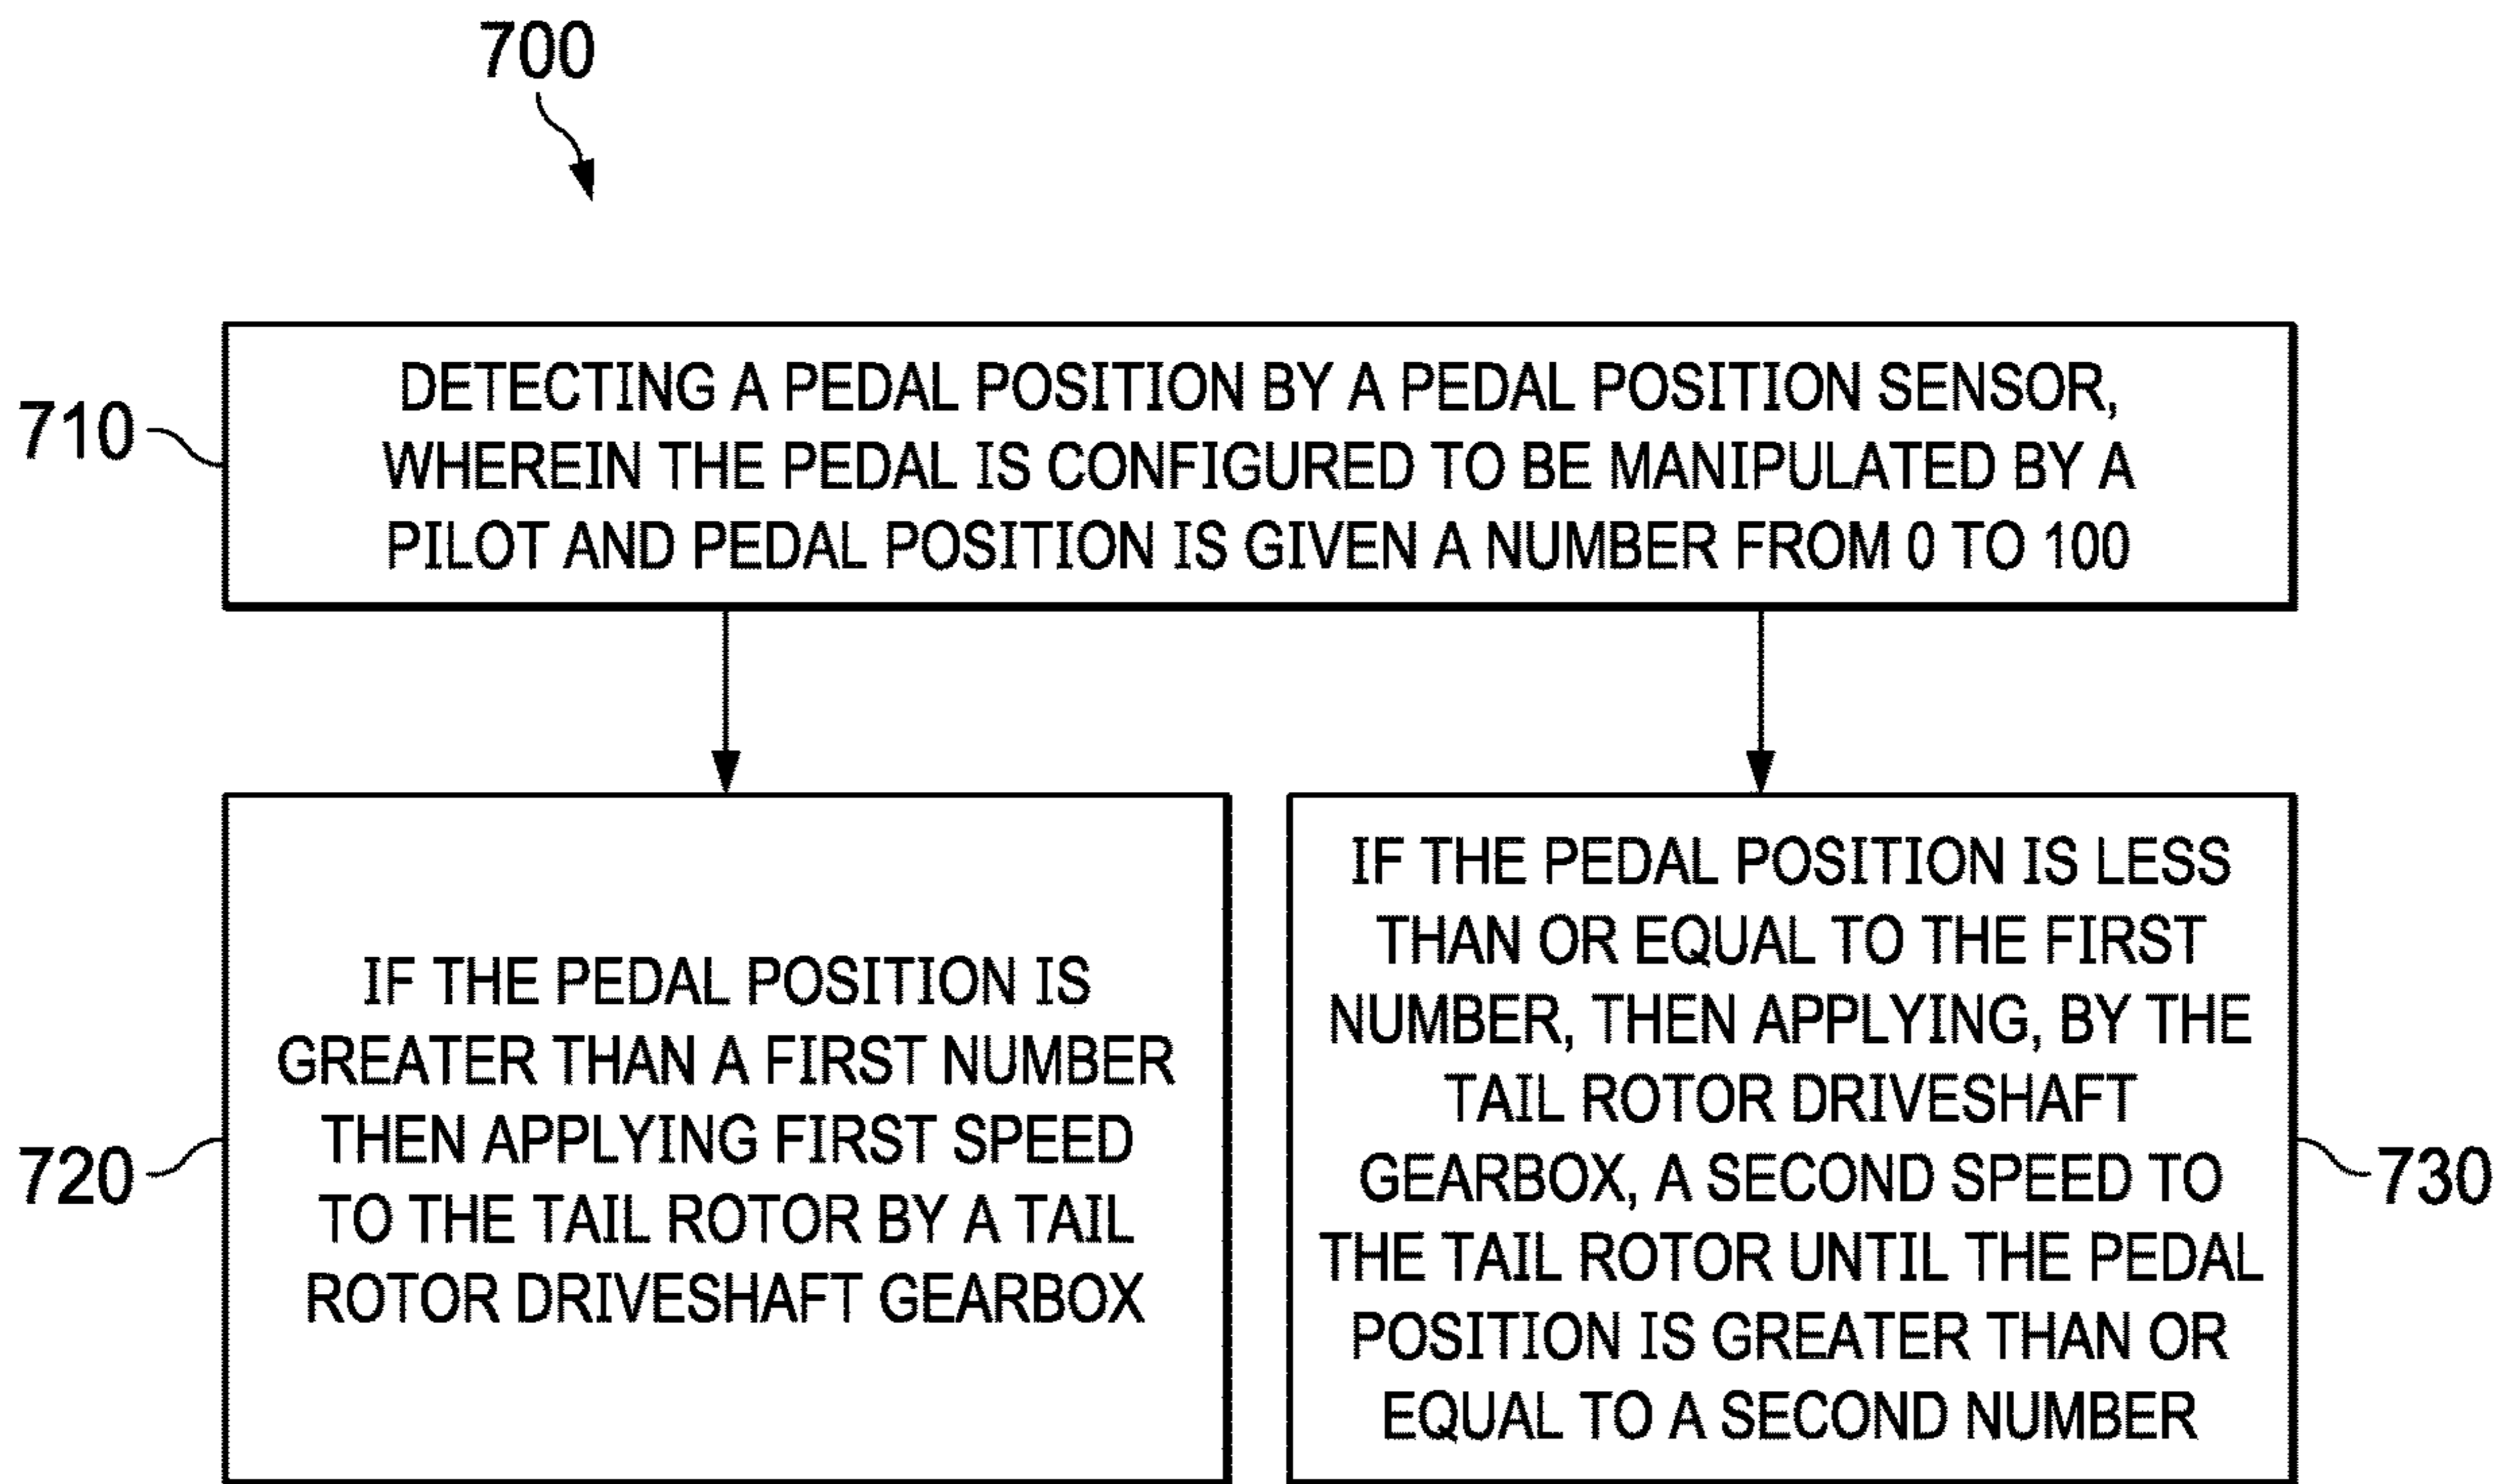 700
710
DETECTING A PEDAL POSITION BY A PEDAL POSITION SENSOR,
WHEREIN THE PEDAL IS CONFIGURED TO BE MANIPULATED BY A
PILOT AND PEDAL POSITION IS GIVEN A NUMBER FROM 0 TO 100
720
IF THE PEDAL POSITION IS
GREATER THAN A FIRST NUMBER
THEN APPLYING FIRST SPEED
TO THE TAIL ROTOR BY A TAIL
ROTOR DRIVESHAFT GEARBOX
IF THE PEDAL POSITION IS LESS
THAN OR EQUAL TO THE FIRST
NUMBER, THEN APPLYING, BY THE
TAIL ROTOR DRIVESHAFT
GEARBOX, A SECOND SPEED TO
THE TAIL ROTOR UNTIL THE PEDAL
POSITION IS GREATER THAN OR
EQUAL TO A SECOND NUMBER
730